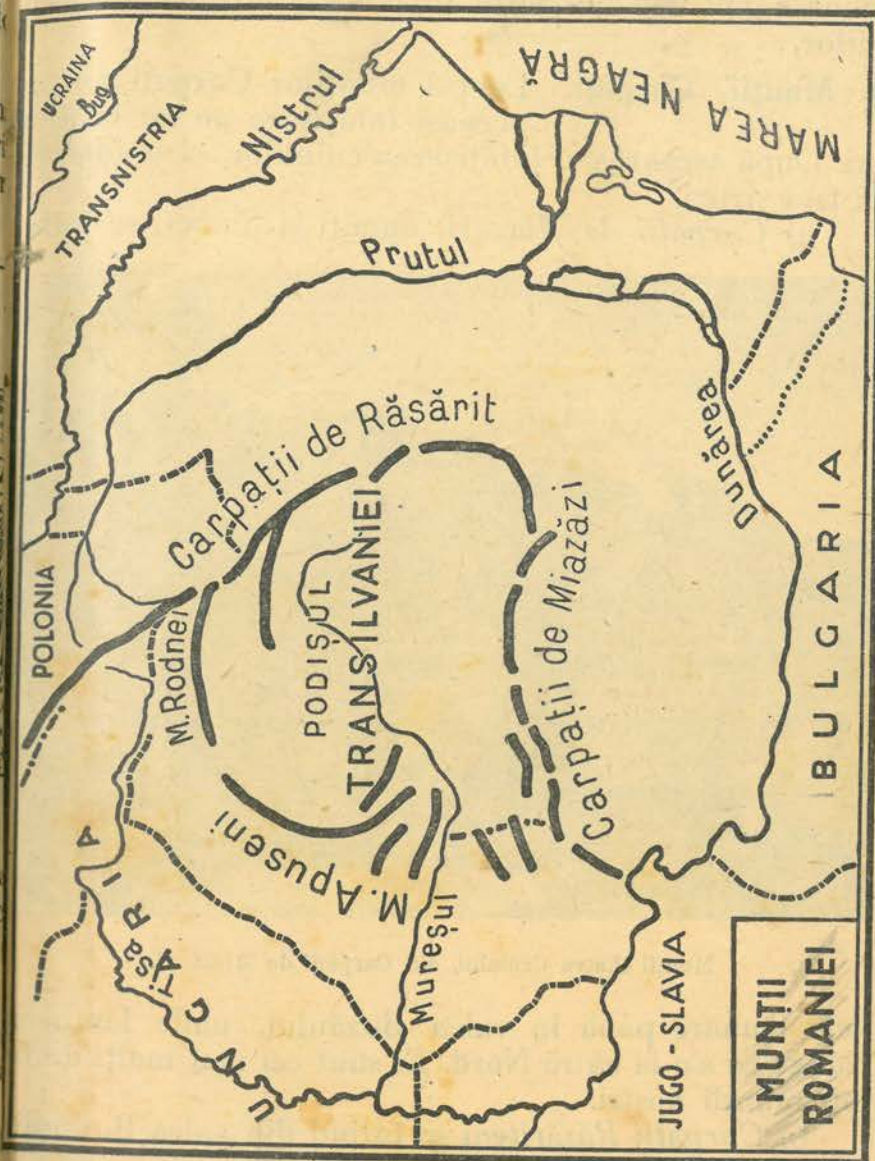 UCRAINA
Bug
TRANSNISTRIA
Nistrul
MAREA NEAGRĂ
Prutul
POLONIA
Carpații de Răsărit
M. Rodnei
PODIȘUL
TRANSILVANIEI
Carpații de Miazăzi
Dunărea
BULGARIA
M. Apuseni
Tisa
UNGARIA
Mureșul
JUGO-SLAVIA
MUNȚII
ROMANIEI